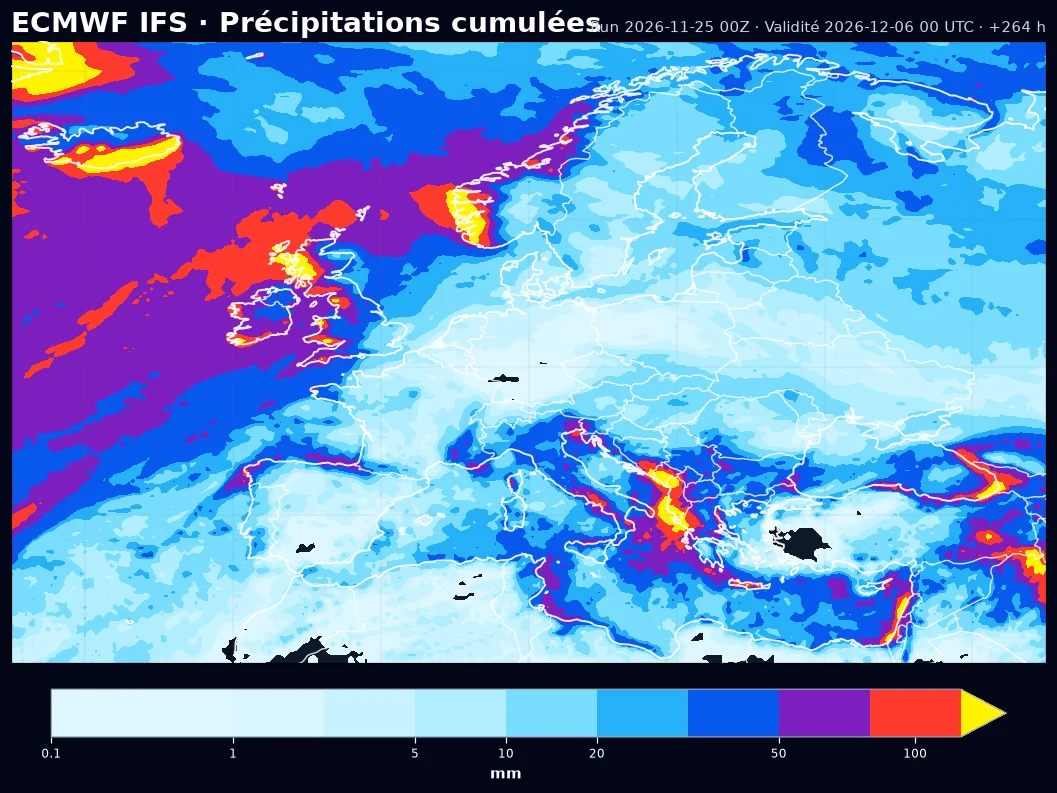 ECMWF IFS · Précipitations cumulées
Run 2026-11-25 00Z · Validité 2026-12-06 00 UTC · +264 h
0.1 1 5 10 20 50 100
mm